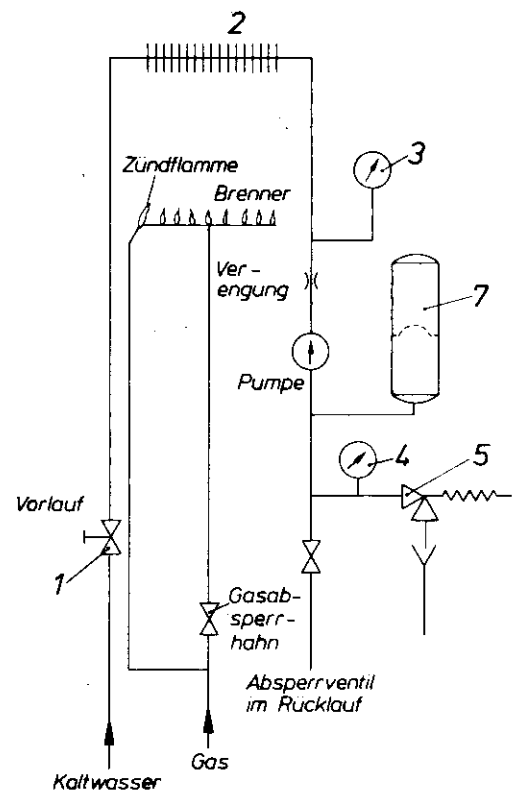 2
Zündflamme
Brenner
3
Ver-
engung
7
Pumpe
4
5
Vorlauf
1
Gasab-
sperr-
hahn
Absperrventil
im Rücklauf
Gas
Kaltwasser